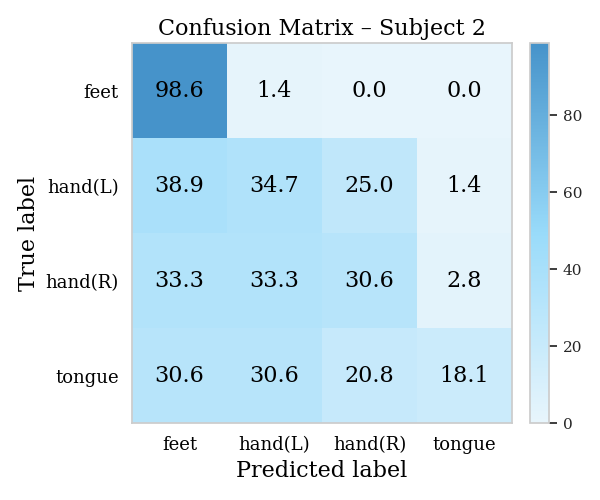 Confusion Matrix – Subject 2
True label
feet 98.6 1.4 0.0 0.0
hand(L) 38.9 34.7 25.0 1.4
hand(R) 33.3 33.3 30.6 2.8
tongue 30.6 30.6 20.8 18.1
feet hand(L) hand(R) tongue
Predicted label
80
60
40
20
0